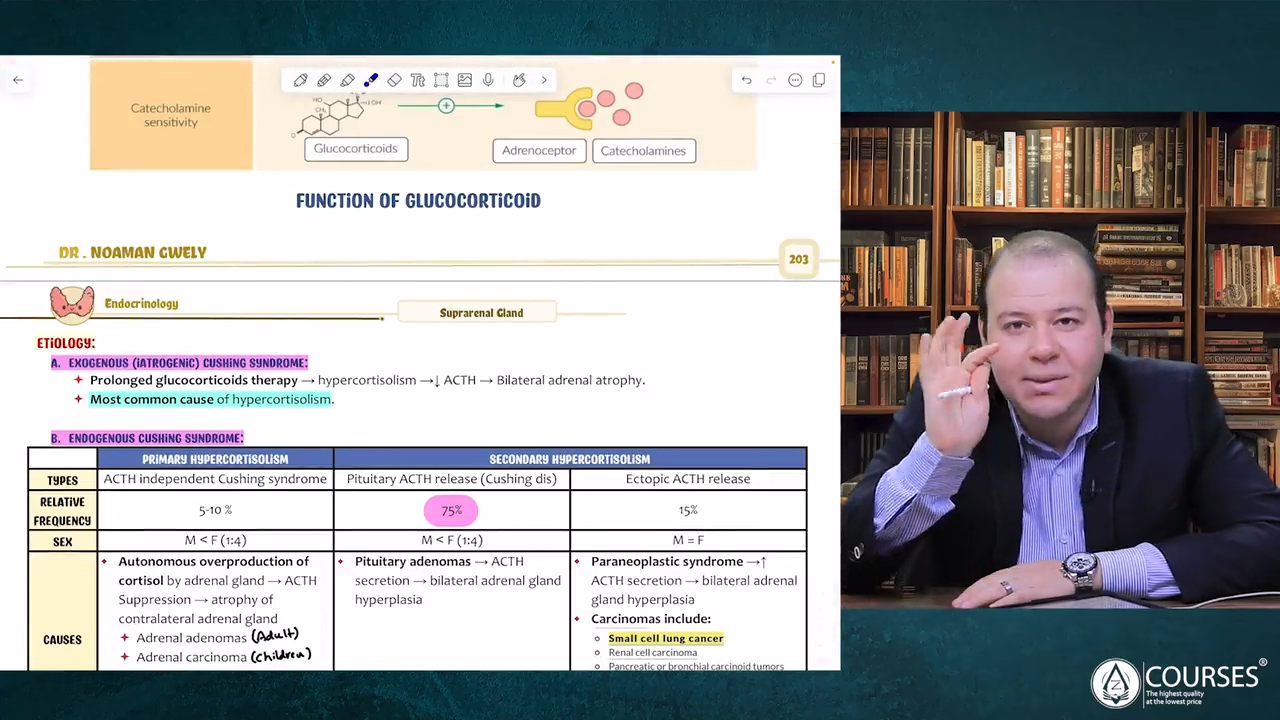 Catecholamine
sensitivity
HO
OH
CH₃
O
+
Glucocorticoids
Adrenoceptor
Catecholamines
FUNCTION OF GLUCOCORTICOID
DR . NOAMAN GWELY
203
Endocrinology
Suprarenal Gland
ETIOLOGY:
A. EXOGENOUS (IATROGENIC) CUSHING SYNDROME:
Prolonged glucocorticoids therapy → hypercortisolism →↓ ACTH → Bilateral adrenal atrophy.
Most common cause of hypercortisolism.
B. ENDOGENOUS CUSHING SYNDROME:
PRIMARY HYPERCORTISOLISM
SECONDARY HYPERCORTISOLISM
TYPES
ACTH independent Cushing syndrome
Pituitary ACTH release (Cushing dis)
Ectopic ACTH release
RELATIVE
FREQUENCY
5-10 %
75%
15%
SEX
M < F (1:4)
M < F (1:4)
M = F
CAUSES
Autonomous overproduction of
cortisol by adrenal gland → ACTH
Suppression → atrophy of
contralateral adrenal gland
Adrenal adenomas (Adult)
Adrenal carcinoma (children)
Pituitary adenomas → ACTH
secretion → bilateral adrenal gland
hyperplasia
Paraneoplastic syndrome →↑
ACTH secretion → bilateral adrenal
gland hyperplasia
Carcinomas include:
Small cell lung cancer
Renal cell carcinoma
Pancreatic or bronchial carcinoid tumors
AZ
COURSES®
The highest quality
at the lowest price